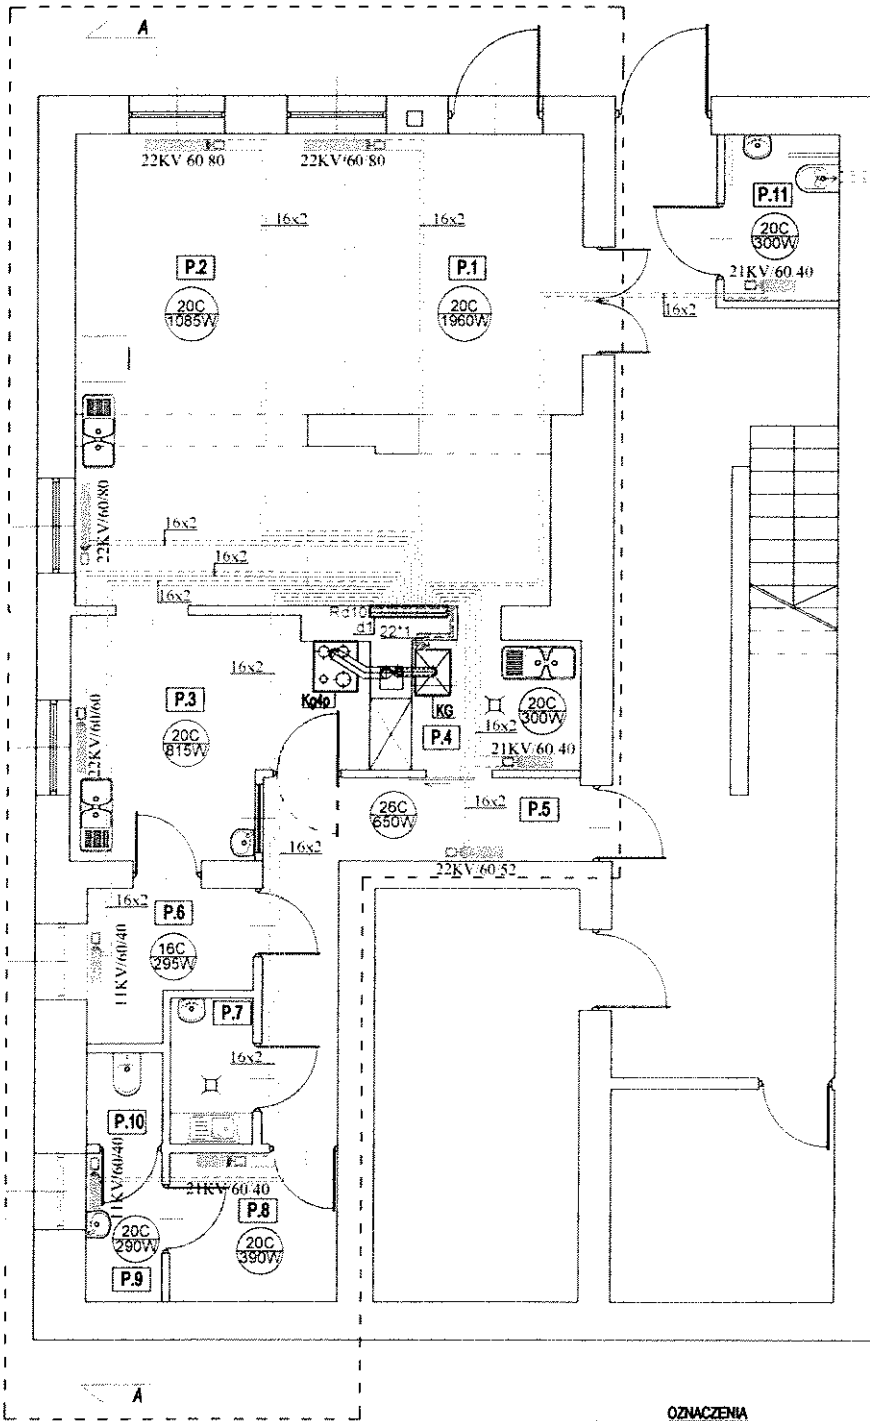 A
22KV 60/80
22KV/60/80
16x2
16x2
P.11
20C
300W
21KV/60/40
16x2
P.2
20C
1085W
P.1
20C
1960W
22KV/60/80
16x2
16x2
16x2
Rd10
d1
22*1
16x2
Kg4p
KG
P.3
20C
815W
22KV/60/60
P.4
16x2
20C
300W
21KV/60/40
26C
650W
16x2
P.5
16x2
22KV/60/52
16x2
P.6
16C
295W
11KV/60/40
P.7
16x2
P.10
11KV/60/40
21KV 60/40
P.8
20C
290W
20C
390W
P.9
A
OZNACZENIA